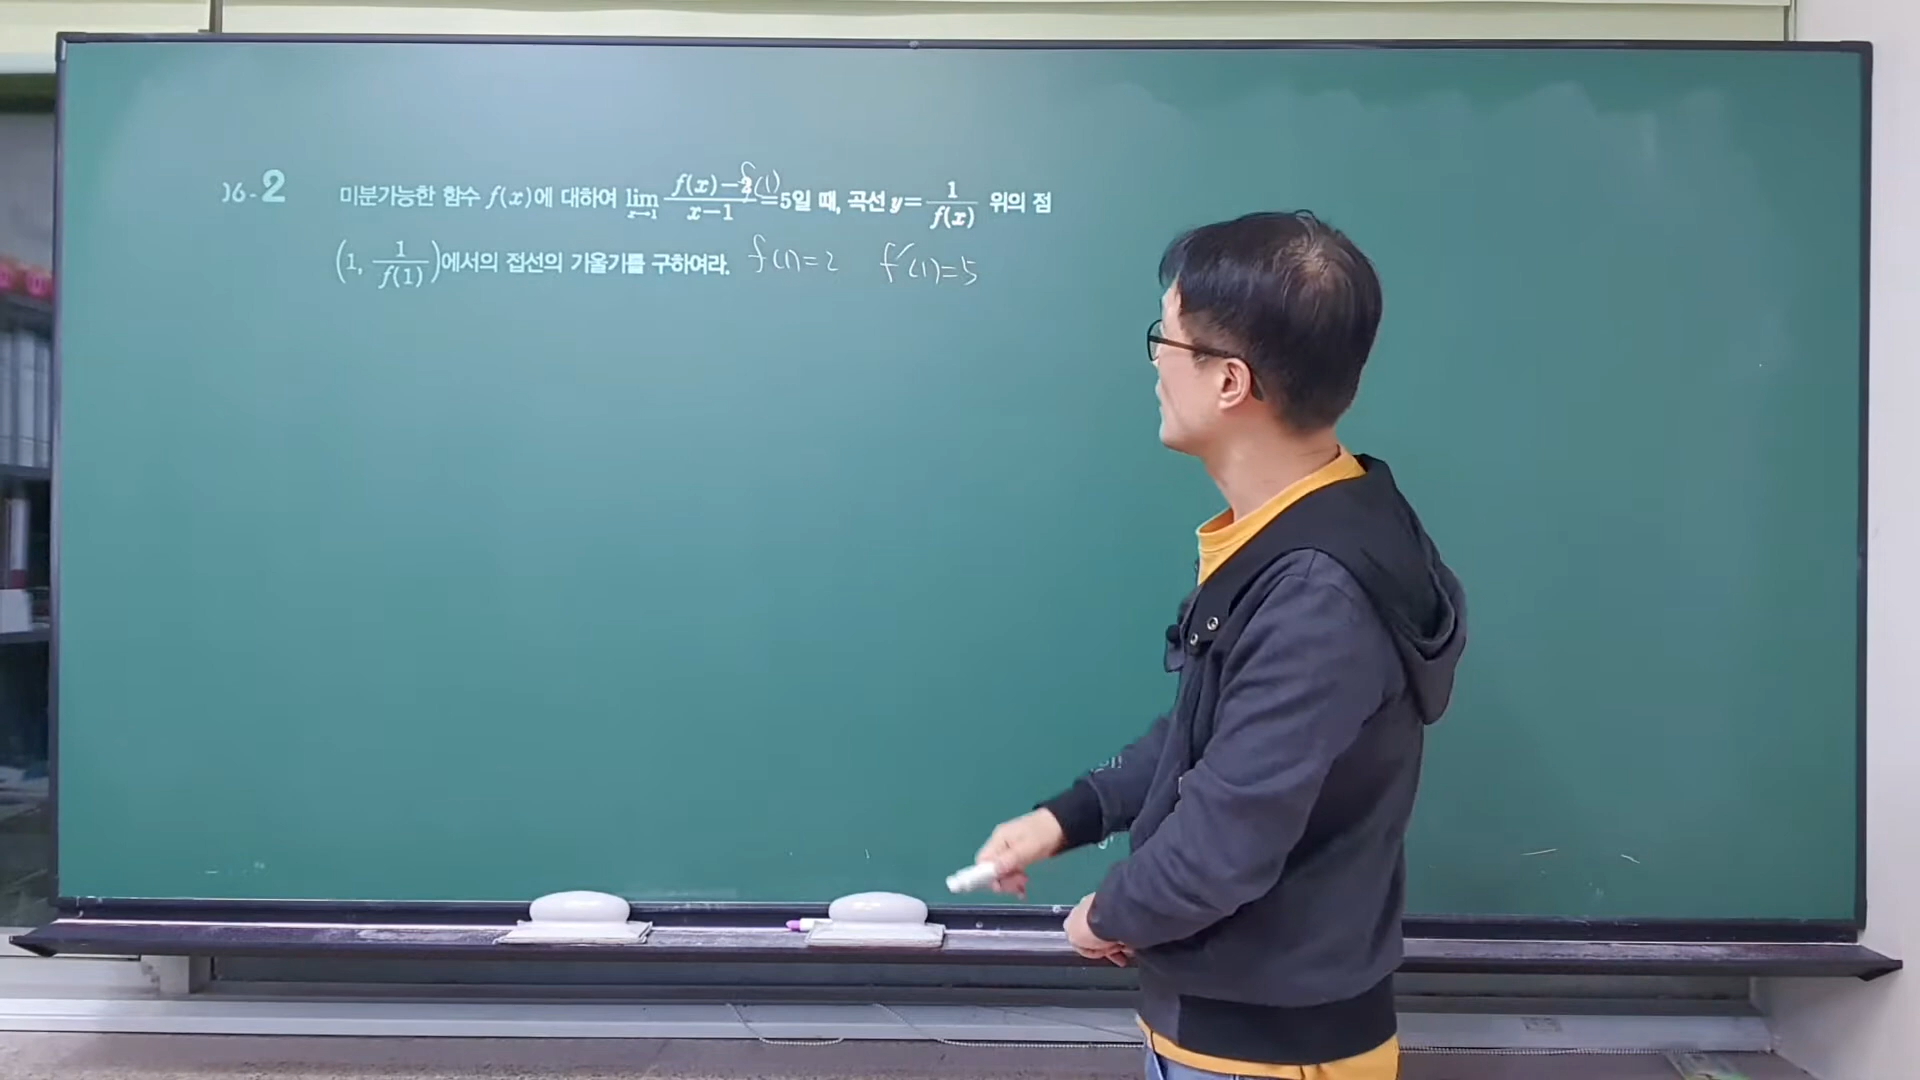 06-2 미분가능한 함수 f(x)에 대하여 lim x→1 (f(x)-2)/(x-1)=5일 때, 곡선 y=1/f(x) 위의 점
f(1)
(1, 1/f(1))에서의 접선의 기울기를 구하여라. f(1)=2 f'(1)=5